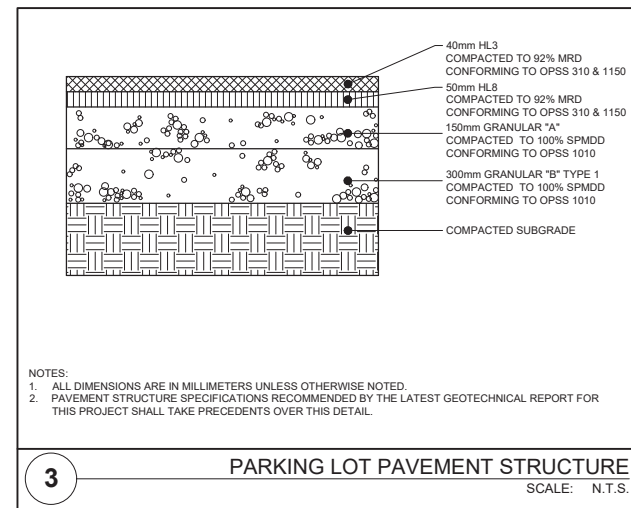 40mm HL3
COMPACTED TO 92% MRD
CONFORMING TO OPSS 310 & 1150
50mm HL8
COMPACTED TO 92% MRD
CONFORMING TO OPSS 310 & 1150
150mm GRANULAR "A"
COMPACTED TO 100% SPMDD
CONFORMING TO OPSS 1010
300mm GRANULAR "B" TYPE 1
COMPACTED TO 100% SPMDD
CONFORMING TO OPSS 1010
COMPACTED SUBGRADE
NOTES:
1. ALL DIMENSIONS ARE IN MILLIMETERS UNLESS OTHERWISE NOTED.
2. PAVEMENT STRUCTURE SPECIFICATIONS RECOMMENDED BY THE LATEST GEOTECHNICAL REPORT FOR
THIS PROJECT SHALL TAKE PRECEDENTS OVER THIS DETAIL.
3
PARKING LOT PAVEMENT STRUCTURE
SCALE: N.T.S.